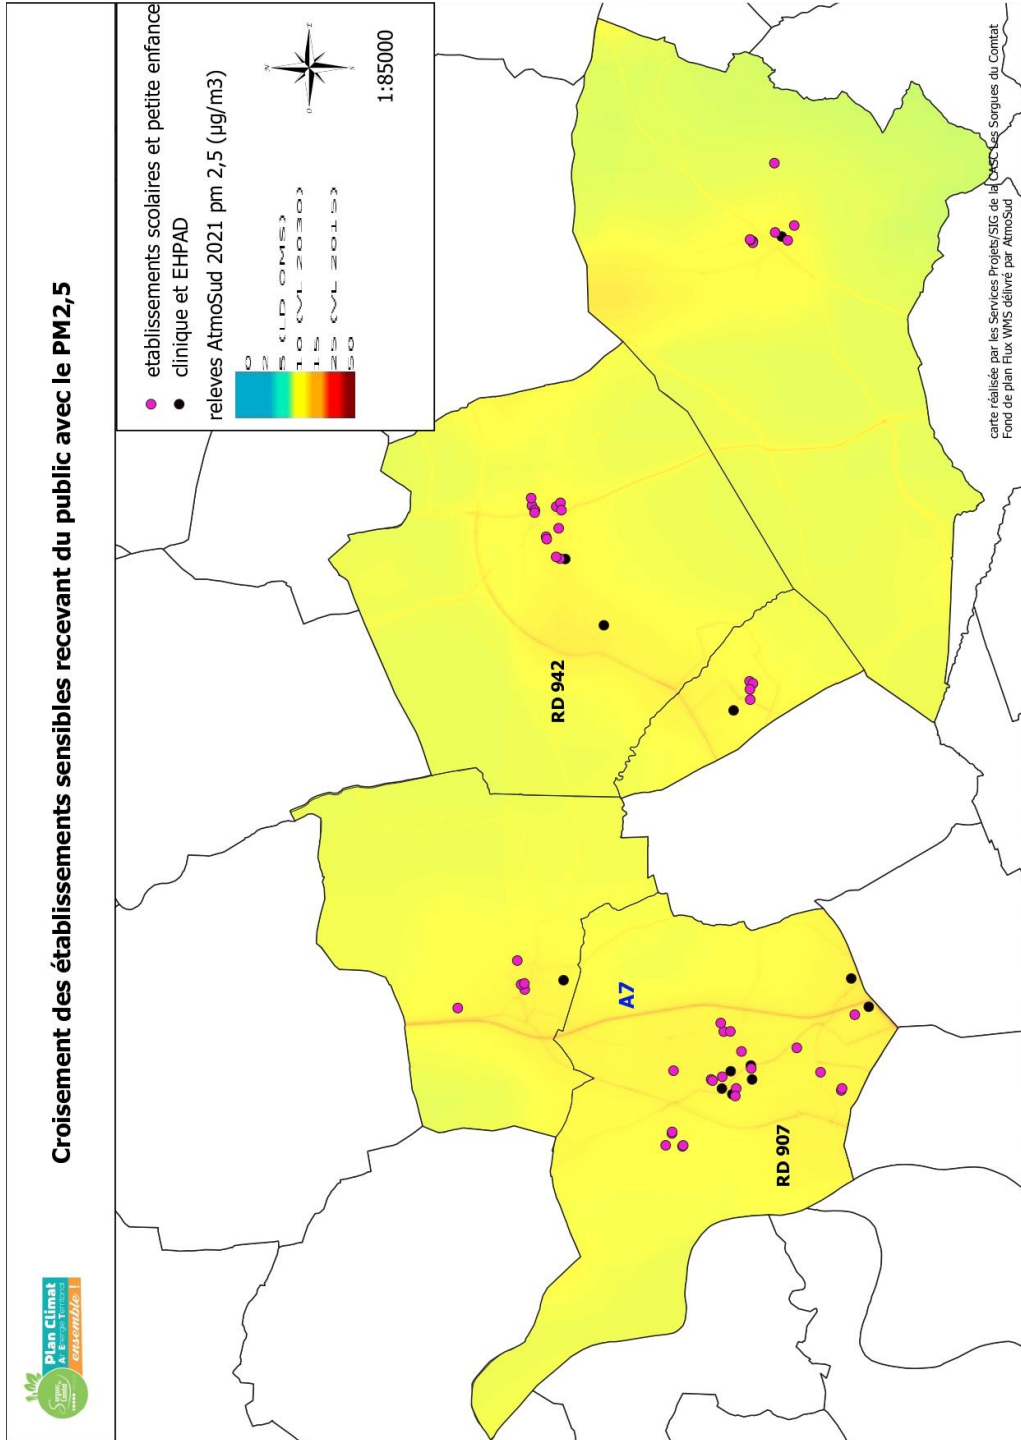 Croisement des établissements sensibles recevant du public avec le PM2,5
Plan Climat
Air Energie Territorial
ensemble !
Sorgues
du Comtat
etablissements scolaires et petite enfance
clinique et EHPAD
releves AtmoSud 2021 pm 2,5 (µg/m3)
0
2
5 (LD OMS)
10 (VL 2030)
15
25 (VL 2015)
50
N
E
S
O
1:85000
RD 942
A7
RD 907
carte réalisée par les Services Projets/SIG de la CASC Les Sorgues du Comtat
Fond de plan Flux WMS délivré par AtmoSud